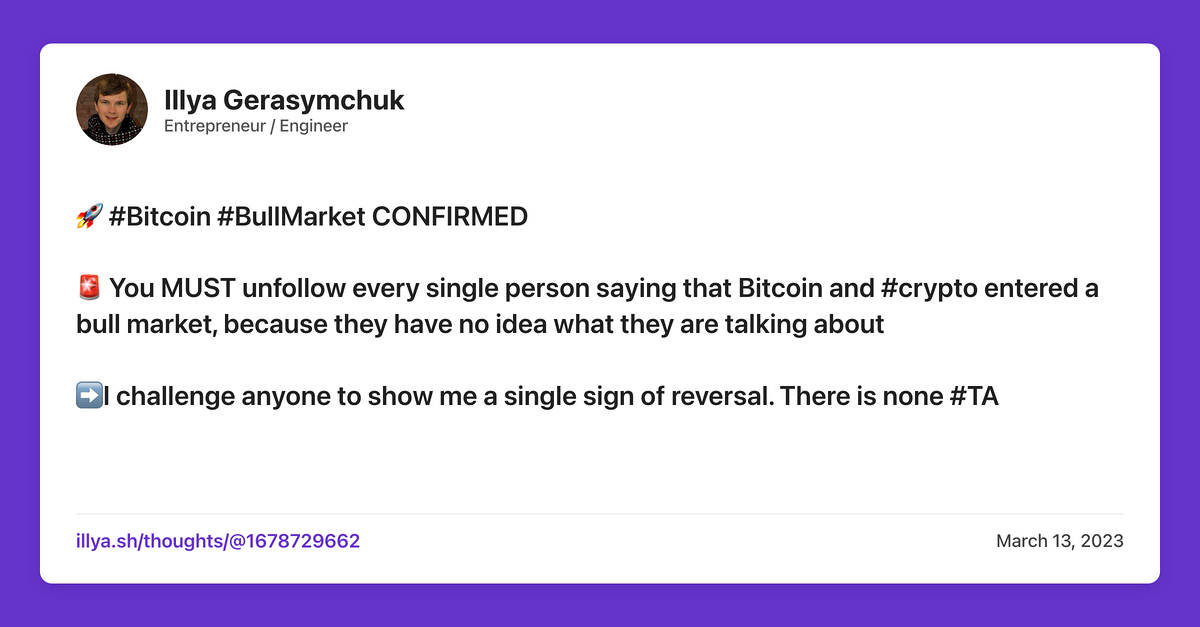 Illya Gerasymchuk
Entrepreneur / Engineer
🚀 #Bitcoin #BullMarket CONFIRMED
🚨 You MUST unfollow every single person saying that Bitcoin and #crypto entered a
bull market, because they have no idea what they are talking about
➡️I challenge anyone to show me a single sign of reversal. There is none #TA
illya.sh/thoughts/@1678729662
March 13, 2023